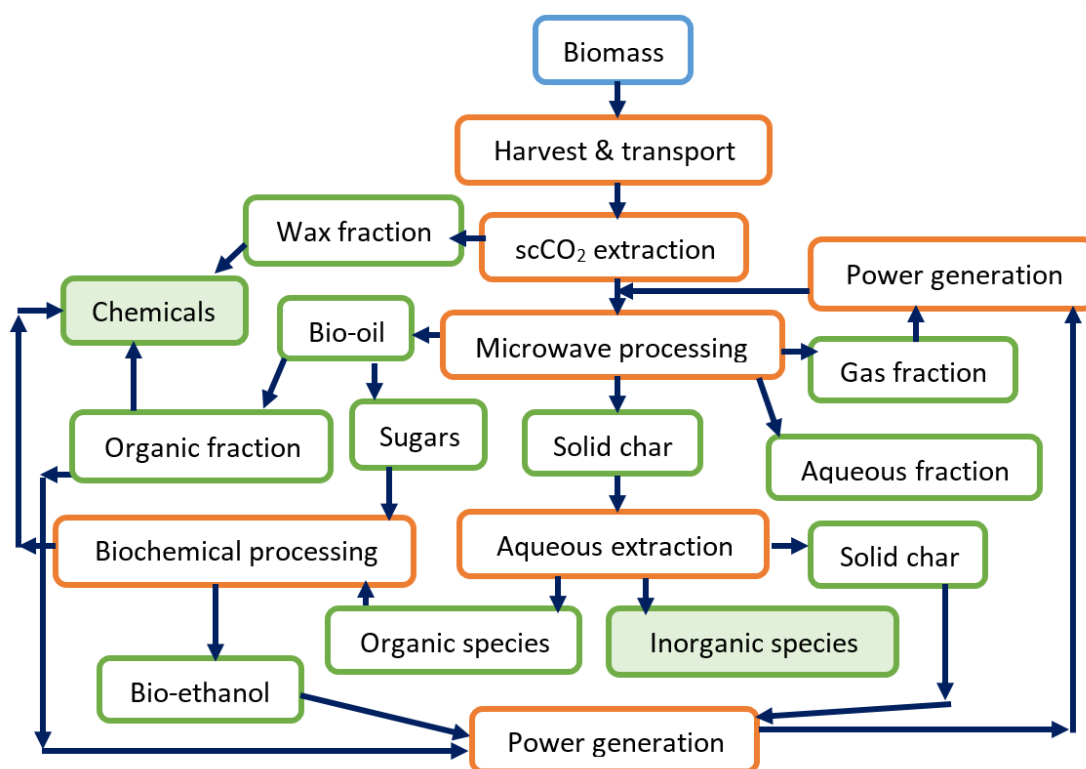 Biomass
Harvest & transport
Wax fraction
scCO₂ extraction
Power generation
Chemicals
Bio-oil
Microwave processing
Gas fraction
Organic fraction
Sugars
Solid char
Aqueous fraction
Biochemical processing
Aqueous extraction
Solid char
Organic species
Inorganic species
Bio-ethanol
Power generation